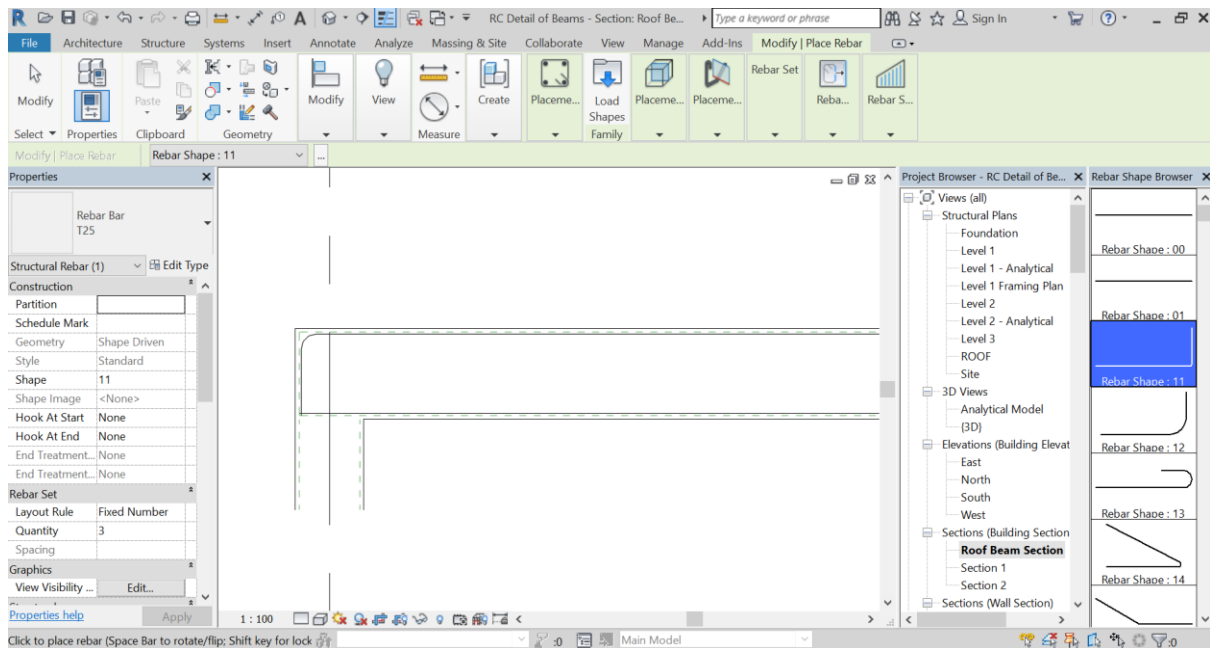 RC Detail of Beams - Section: Roof Be...
Type a keyword or phrase
Sign In
File Architecture Structure Systems Insert Annotate Analyze Massing & Site Collaborate View Manage Add-Ins Modify | Place Rebar
Modify
Paste
Modify
View
Create
Placeme...
Load
Shapes
Placeme...
Placeme...
Rebar Set
Reba...
Rebar S...
Select Properties Clipboard Geometry Measure Family
Modify | Place Rebar
Rebar Shape : 11
...
Properties
Rebar Bar
T25
Structural Rebar (1)
Edit Type
Construction
Partition
Schedule Mark
Geometry Shape Driven
Style Standard
Shape 11
Shape Image <None>
Hook At Start None
Hook At End None
End Treatment... None
End Treatment... None
Rebar Set
Layout Rule Fixed Number
Quantity 3
Spacing
Graphics
View Visibility ... Edit...
Properties help
Apply
1 : 100
Project Browser - RC Detail of Be...
Views (all)
Structural Plans
Foundation
Level 1
Level 1 - Analytical
Level 1 Framing Plan
Level 2
Level 2 - Analytical
Level 3
ROOF
Site
3D Views
Analytical Model
{3D}
Elevations (Building Elevat
East
North
South
West
Sections (Building Section
Roof Beam Section
Section 1
Section 2
Sections (Wall Section)
Rebar Shape Browser
Rebar Shape : 00
Rebar Shape : 01
Rebar Shape : 11
Rebar Shape : 12
Rebar Shape : 13
Rebar Shape : 14
Click to place rebar (Space Bar to rotate/flip; Shift key for lock
:0
Main Model
:0